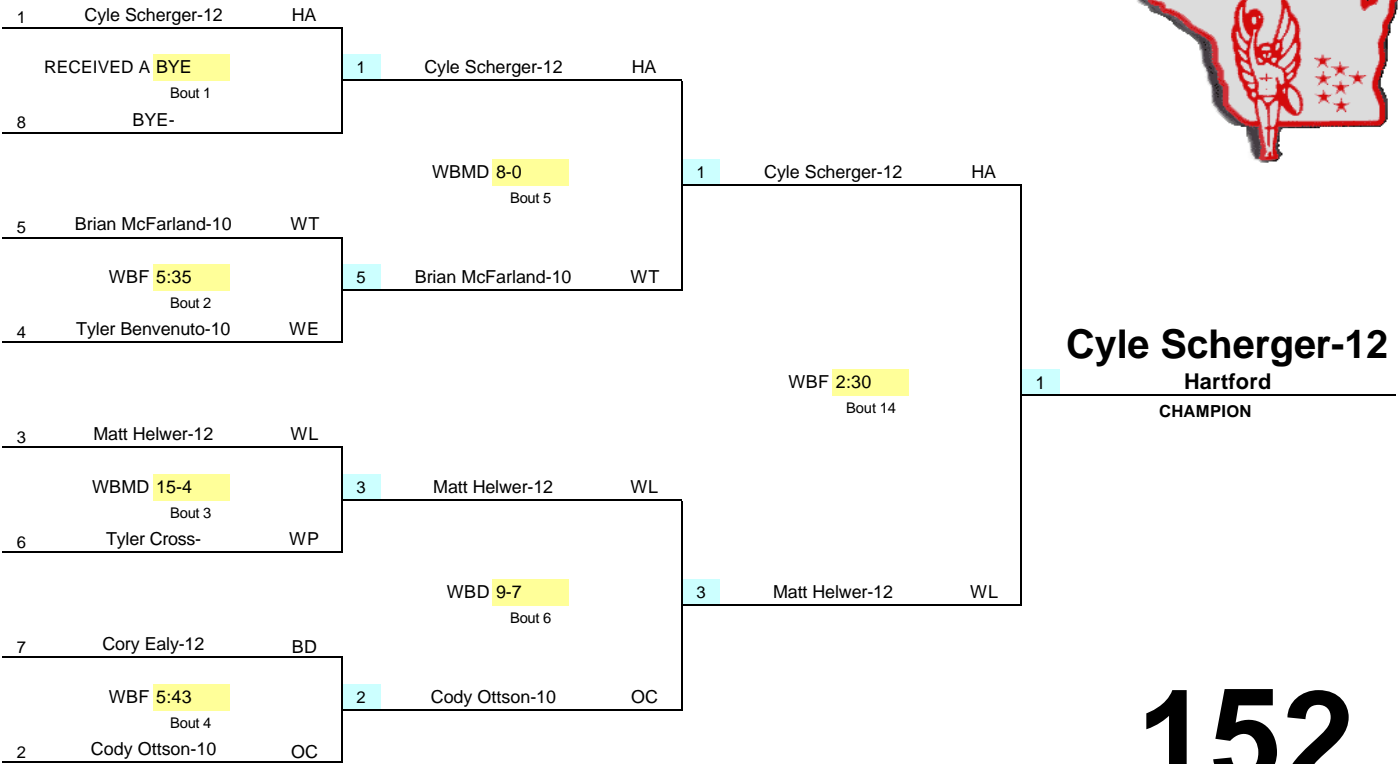 1 Cyle Scherger-12 HA
RECEIVED A BYE
Bout 1
8 BYE-
1 Cyle Scherger-12 HA
WBMD 8-0
Bout 5
5 Brian McFarland-10 WT
WBF 5:35
Bout 2
4 Tyler Benvenuto-10 WE
5 Brian McFarland-10 WT
1 Cyle Scherger-12 HA
WBF 2:30
Bout 14
3 Matt Helwer-12 WL
WBMD 15-4
Bout 3
6 Tyler Cross- WP
3 Matt Helwer-12 WL
WBD 9-7
Bout 6
7 Cory Ealy-12 BD
WBF 5:43
Bout 4
2 Cody Ottson-10 OC
2 Cody Ottson-10 OC
3 Matt Helwer-12 WL
Cyle Scherger-12
1 Hartford
CHAMPION
152